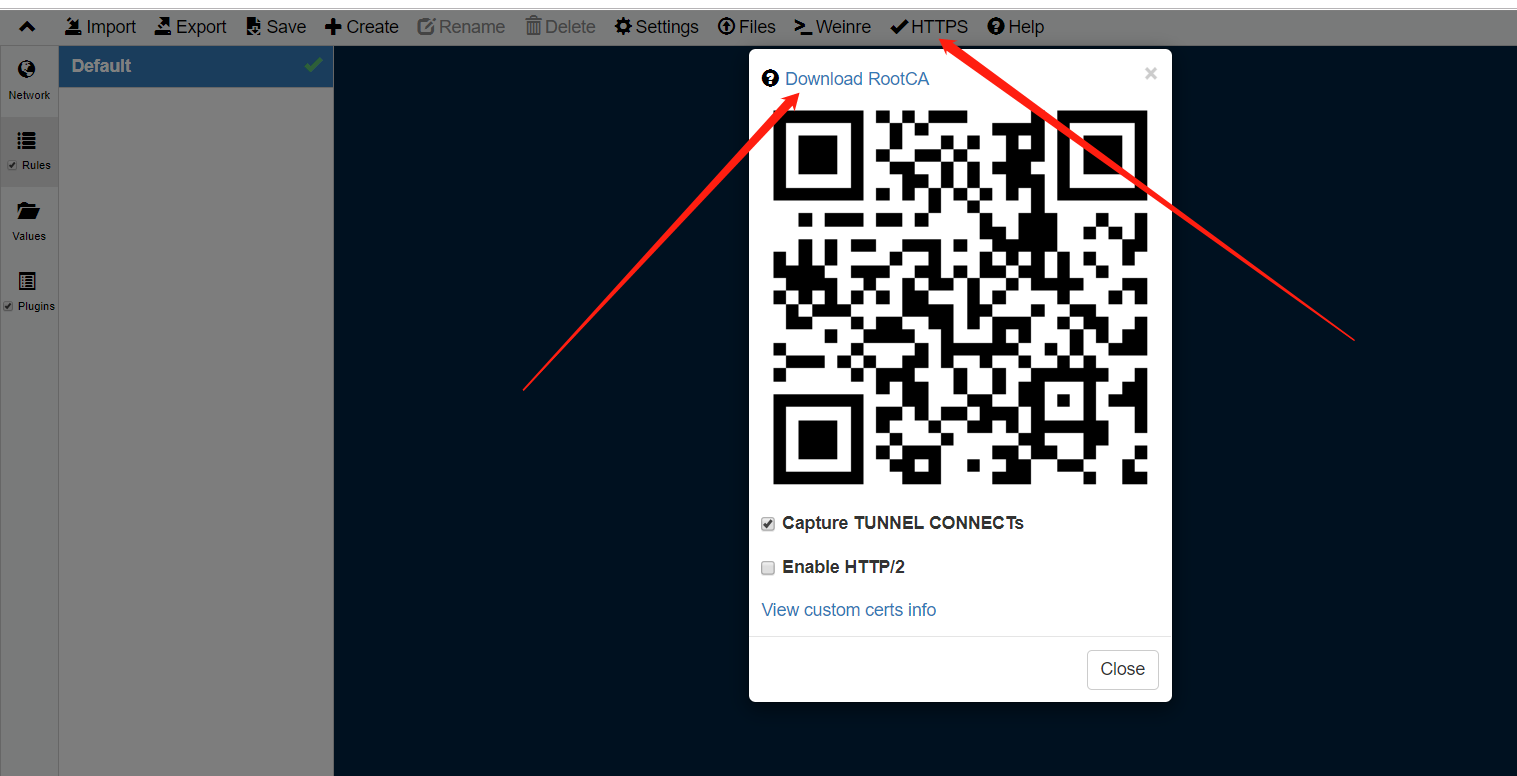 Import Export Save Create Rename Delete Settings Files Weinre HTTPS Help
Network
Rules
Values
Plugins
Default
Download RootCA
×
Capture TUNNEL CONNECTs
Enable HTTP/2
View custom certs info
Close